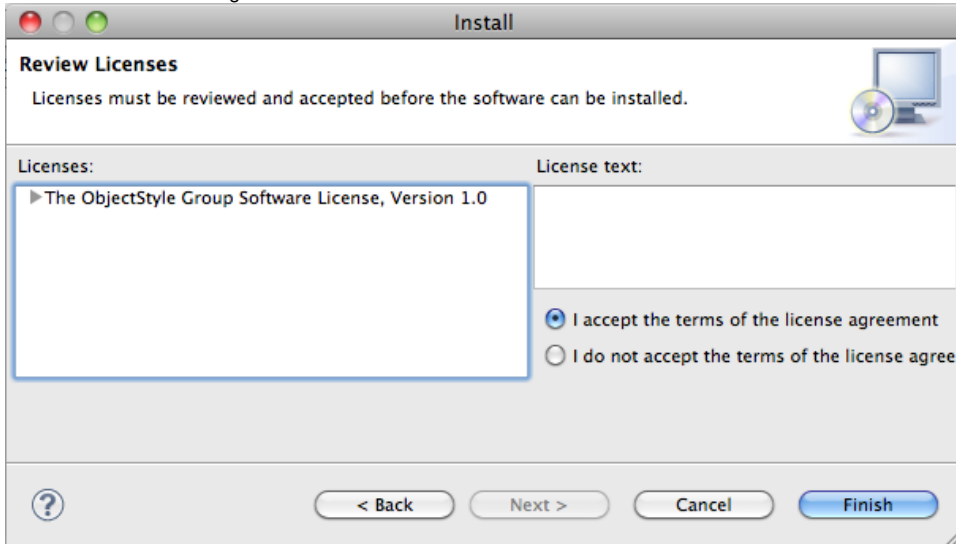 Install
Review Licenses
Licenses must be reviewed and accepted before the software can be installed.
Licenses:
License text:
The ObjectStyle Group Software License, Version 1.0
I accept the terms of the license agreement
I do not accept the terms of the license agree
?
< Back
Next >
Cancel
Finish